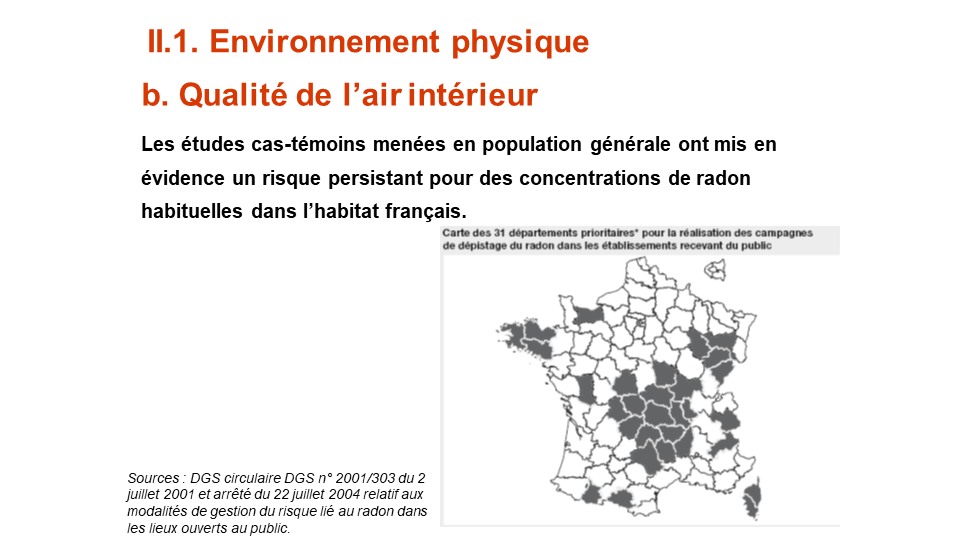 II.1. Environnement physique
b. Qualité de l’air intérieur
Les études cas-témoins menées en population générale ont mis en
évidence un risque persistant pour des concentrations de radon
habituelles dans l’habitat français.
Carte des 31 départements prioritaires* pour la réalisation des campagnes
de dépistage du radon dans les établissements recevant du public
Sources : DGS circulaire DGS n° 2001/303 du 2
juillet 2001 et arrêté du 22 juillet 2004 relatif aux
modalités de gestion du risque lié au radon dans
les lieux ouverts au public.